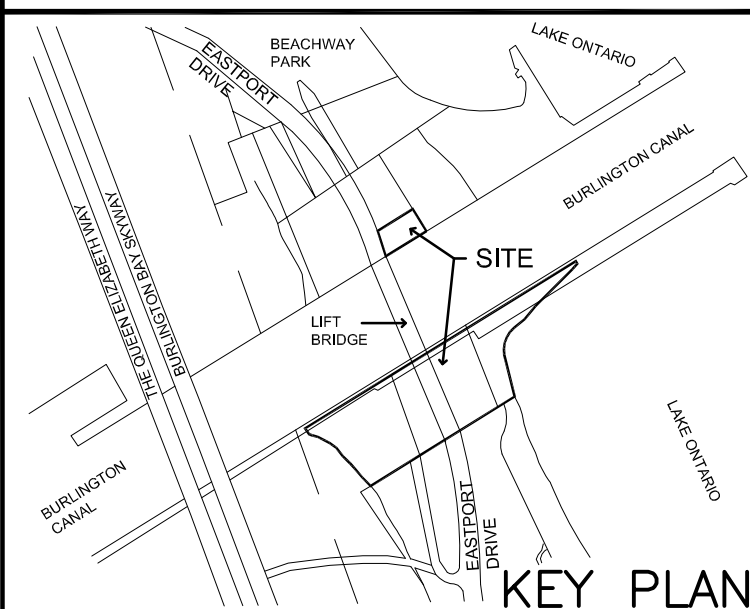 LAKE ONTARIO
BEACHWAY
PARK
EASTPORT
DRIVE
BURLINGTON CANAL
THE QUEEN ELIZABETH WAY
BURLINGTON BAY SKYWAY
SITE
LIFT
BRIDGE
LAKE ONTARIO
BURLINGTON
CANAL
EASTPORT
DRIVE
KEY PLAN